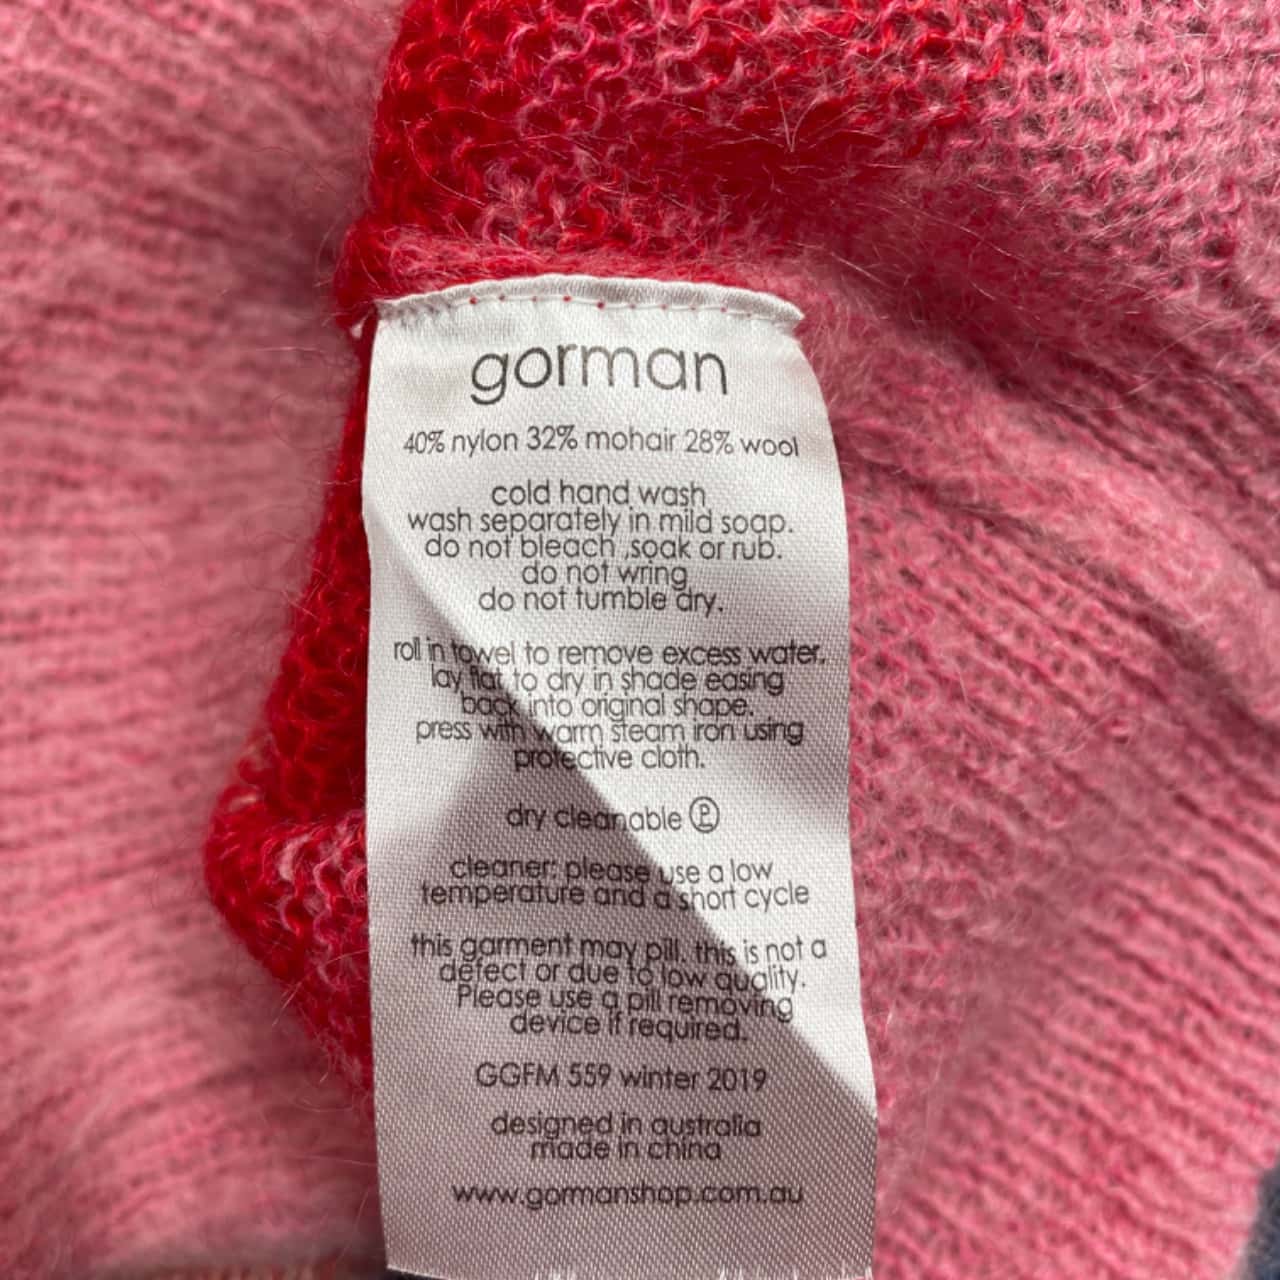 gorman
40% nylon 32% mohair 28% wool
cold hand wash
wash separately in mild soap.
do not bleach ,soak or rub.
do not wring
do not tumble dry.
roll in towel to remove excess water.
lay flat to dry in shade easing
back into original shape.
press with warm steam iron using
protective cloth.
dry cleanable Ⓟ
cleaner: please use a low
temperature and a short cycle
this garment may pill. this is not a
defect or due to low quality.
Please use a pill removing
device if required.
GGFM 559 winter 2019
designed in australia
made in china
www.gormanshop.com.au